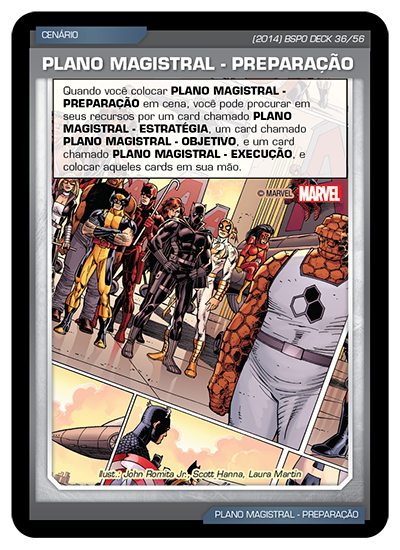 CENÁRIO
(2014) BSPO DECK 36/56
PLANO MAGISTRAL - PREPARAÇÃO
Quando você colocar PLANO MAGISTRAL -
PREPARAÇÃO em cena, você pode procurar em
seus recursos por um card chamado PLANO
MAGISTRAL - ESTRATÉGIA, um card chamado
PLANO MAGISTRAL - OBJETIVO, e um card
chamado PLANO MAGISTRAL - EXECUÇÃO, e
colocar aqueles cards em sua mão.
© MARVEL MARVEL
Illust.: John Romita Jr., Scott Hanna, Laura Martin
PLANO MAGISTRAL - PREPARAÇÃO